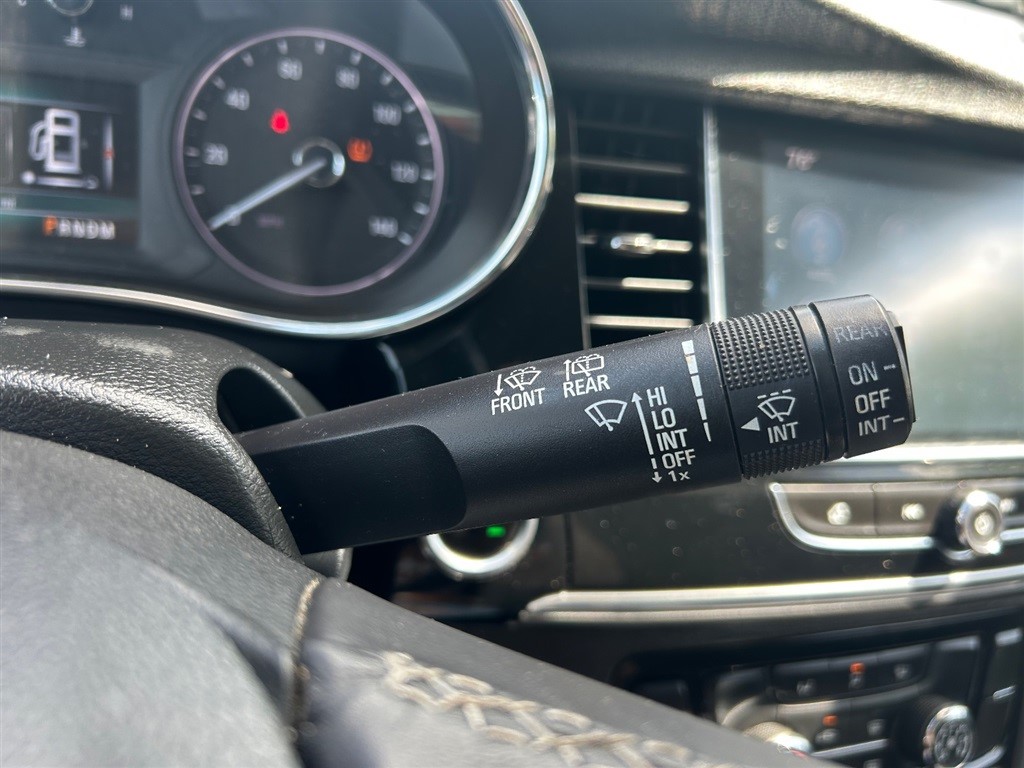 H
60
80
40
100
20
120
140
PRNDM
76°
FRONT
REAR
HI
LO
INT
OFF
1x
INT
REAR
ON
OFF
INT